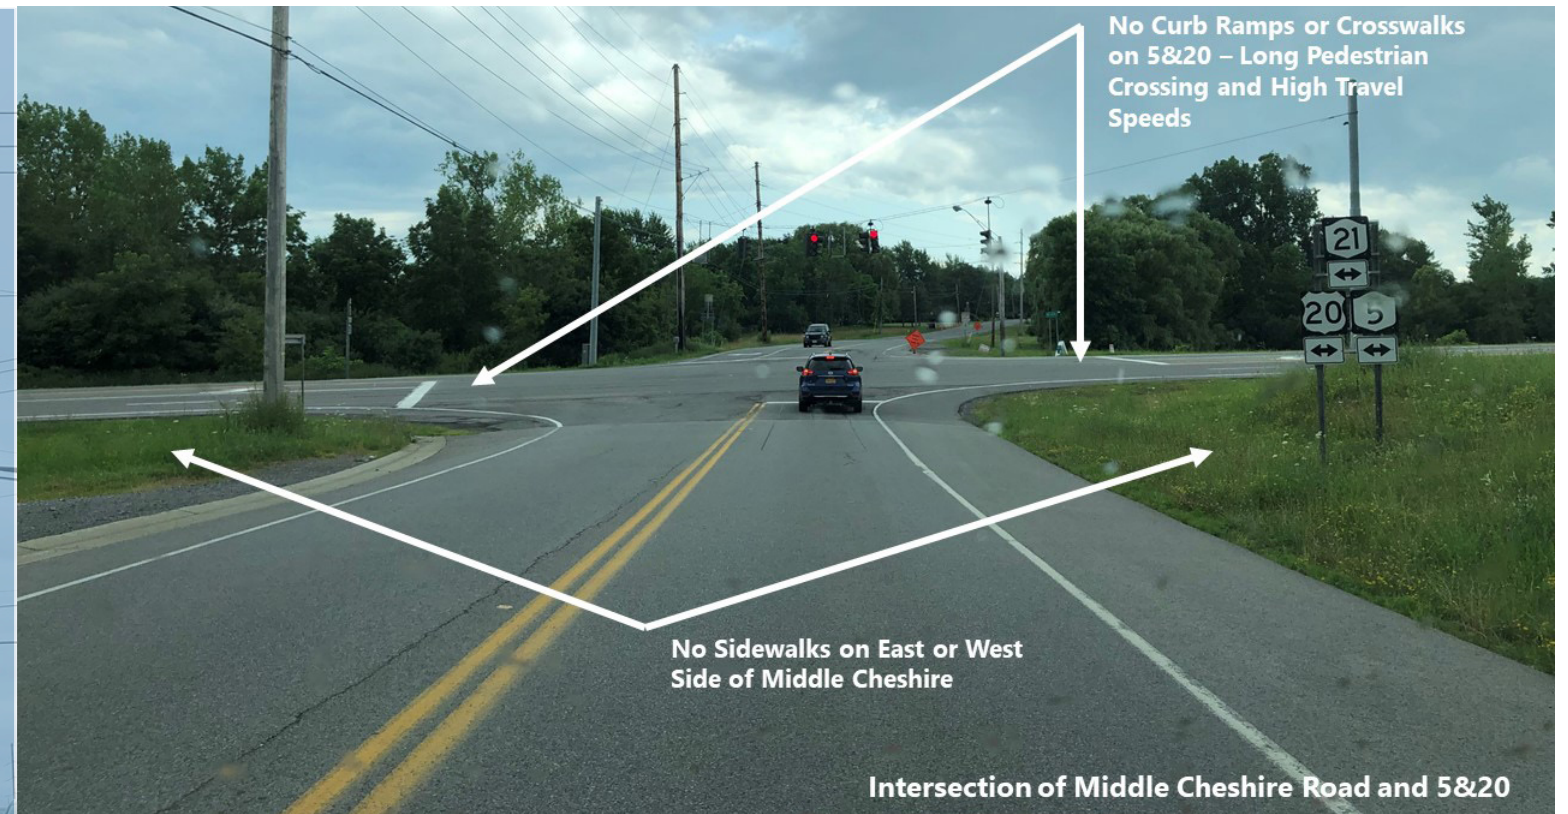 No Curb Ramps or Crosswalks
on 5&20 – Long Pedestrian
Crossing and High Travel
Speeds
21
20 5
No Sidewalks on East or West
Side of Middle Cheshire
Intersection of Middle Cheshire Road and 5&20